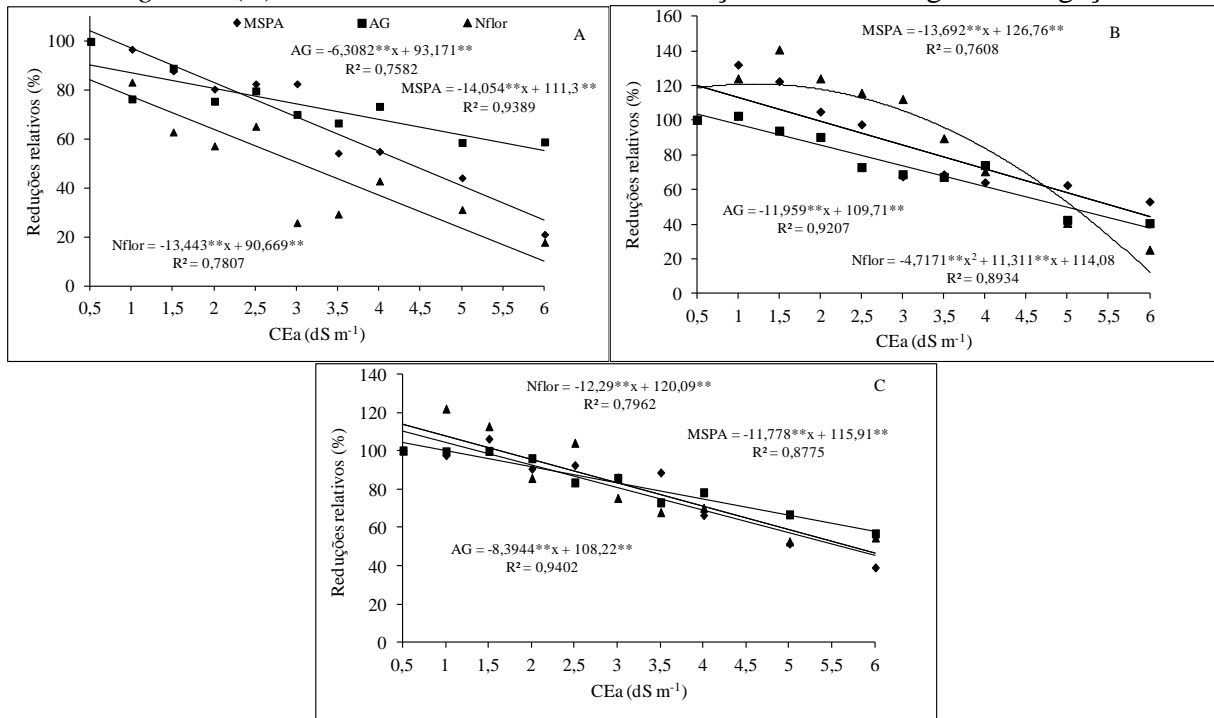 MSPA AG Nflor
A
AG = -6,3082**x + 93,171**
R² = 0,7582
MSPA = -14,054**x + 111,3 **
R² = 0,9389
Nflor = -13,443**x + 90,669**
R² = 0,7807
Reduções relativos (%)
100
80
60
40
20
0
0,5 1 1,5 2 2,5 3 3,5 4 4,5 5 5,5 6
CEa (dS m-1)
MSPA = -13,692**x + 126,76**
R² = 0,7608
B
AG = -11,959**x + 109,71**
R² = 0,9207
Nflor = -4,7171**x² + 11,311**x + 114,08
R² = 0,8934
Reduções relativos (%)
160
140
120
100
80
60
40
20
0
0,5 1 1,5 2 2,5 3 3,5 4 4,5 5 5,5 6
CEa (dS m-1)
Nflor = -12,29**x + 120,09**
R² = 0,7962
C
MSPA = -11,778**x + 115,91**
R² = 0,8775
AG = -8,3944**x + 108,22**
R² = 0,9402
Reduções relativos (%)
140
120
100
80
60
40
20
0
0,5 1 1,5 2 2,5 3 3,5 4 4,5 5 5,5 6
CEa (dS m-1)